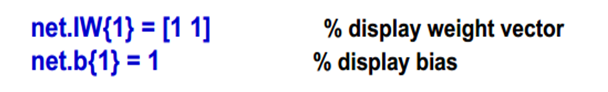 net.IW{1} = [1 1] % display weight vector
net.b{1} = 1 % display bias